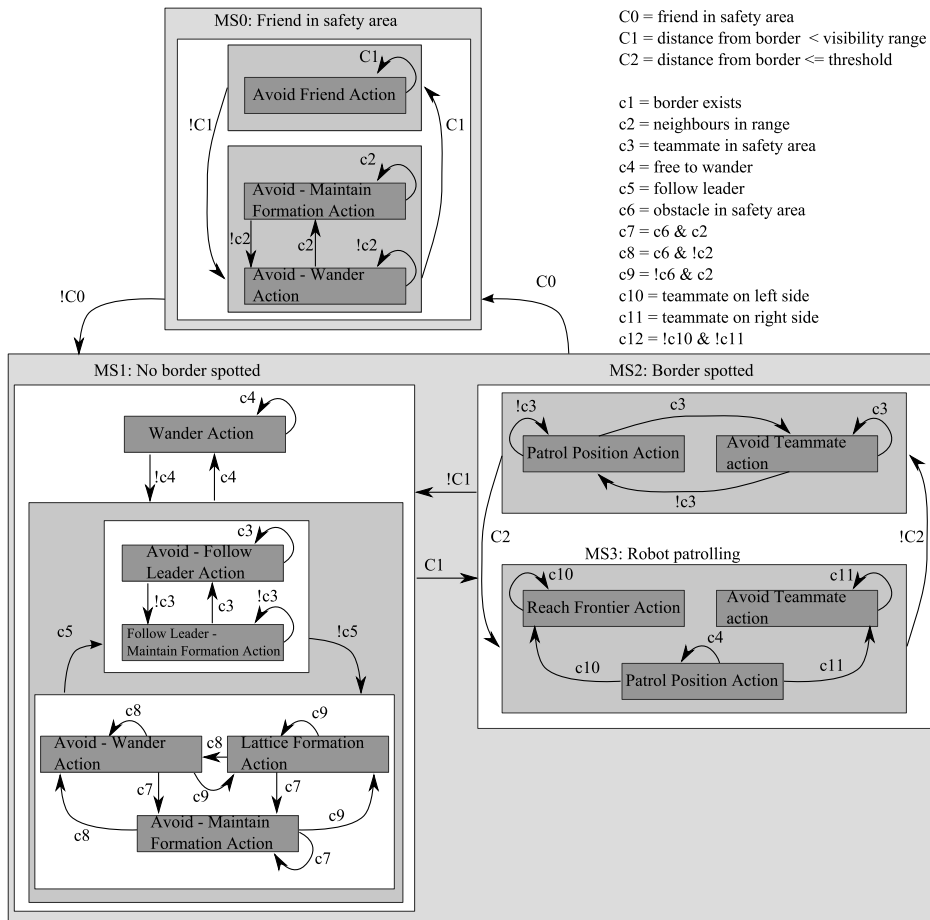 MS0: Friend in safety area
C1
Avoid Friend Action
!C1
C1
c2
Avoid - Maintain
Formation Action
!c2
c2
!c2
Avoid - Wander
Action
C0 = friend in safety area
C1 = distance from border < visibility range
C2 = distance from border <= threshold
c1 = border exists
c2 = neighbours in range
c3 = teammate in safety area
c4 = free to wander
c5 = follow leader
c6 = obstacle in safety area
c7 = c6 & c2
c8 = c6 & !c2
c9 = !c6 & c2
c10 = teammate on left side
c11 = teammate on right side
c12 = !c10 & !c11
!C0
C0
MS1: No border spotted
c4
Wander Action
!c4
c4
c3
Avoid - Follow
Leader Action
!c3
c3
!c3
Follow Leader -
Maintain Formation Action
c5
!c5
c8
c9
Avoid - Wander
Action
c8
Lattice Formation
Action
c7
c9
c7
Avoid - Maintain
Formation Action
c8
c9
c7
!C1
C1
MS2: Border spotted
!c3
c3
c3
Patrol Position Action
Avoid Teammate
action
!c3
C2
!C2
MS3: Robot patrolling
c10
c11
Reach Frontier Action
Avoid Teammate
action
c4
c10
c11
Patrol Position Action